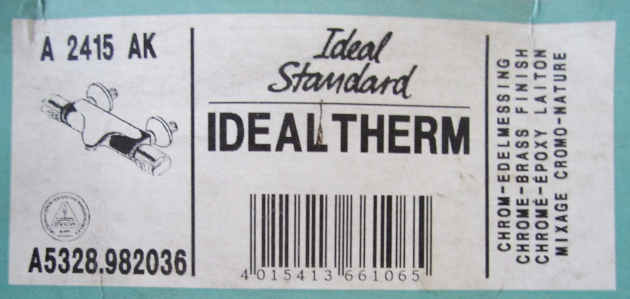 A 2415 AK
A5328.982036
Ideal
Standard
IDEALTHERM
4 015413 661065
CHROM-EDELMESSING
CHROME-BRASS FINISH
CHROMÉ-ÉPOXY LAITON
MIXAGE CROMO-NATURE